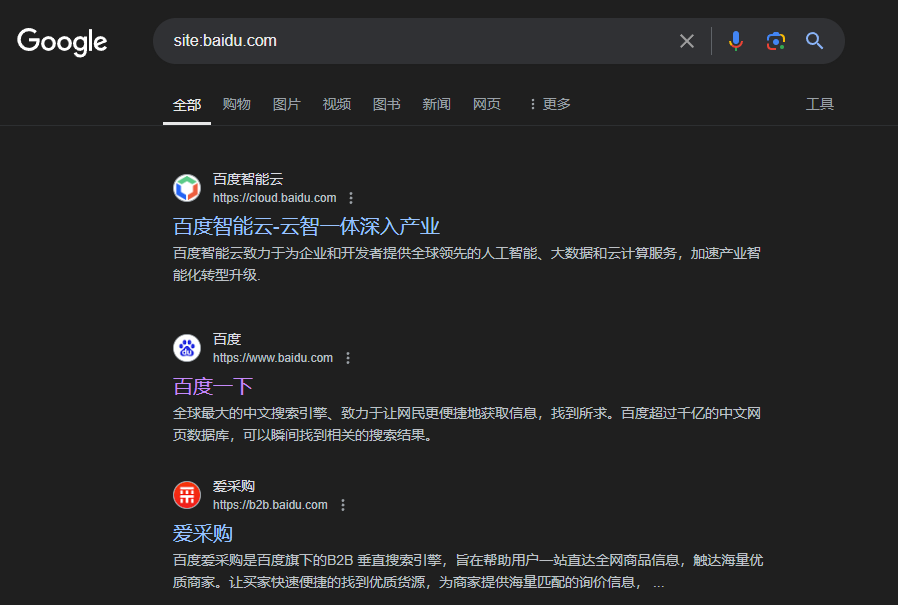 Google
site:baidu.com
全部 购物 图片 视频 图书 新闻 网页 更多 工具
百度智能云
https://cloud.baidu.com
百度智能云-云智一体深入产业
百度智能云致力于为企业和开发者提供全球领先的人工智能、大数据和云计算服务，加速产业智
能化转型升级.
du
百度
https://www.baidu.com
百度一下
全球最大的中文搜索引擎、致力于让网民更便捷地获取信息，找到所求。百度超过千亿的中文网
页数据库，可以瞬间找到相关的搜索结果。
爱采购
https://b2b.baidu.com
爱采购
百度爱采购是百度旗下的B2B 垂直搜索引擎，旨在帮助用户一站直达全网商品信息，触达海量优
质商家。让买家快速便捷的找到优质货源，为商家提供海量匹配的询价信息， ...